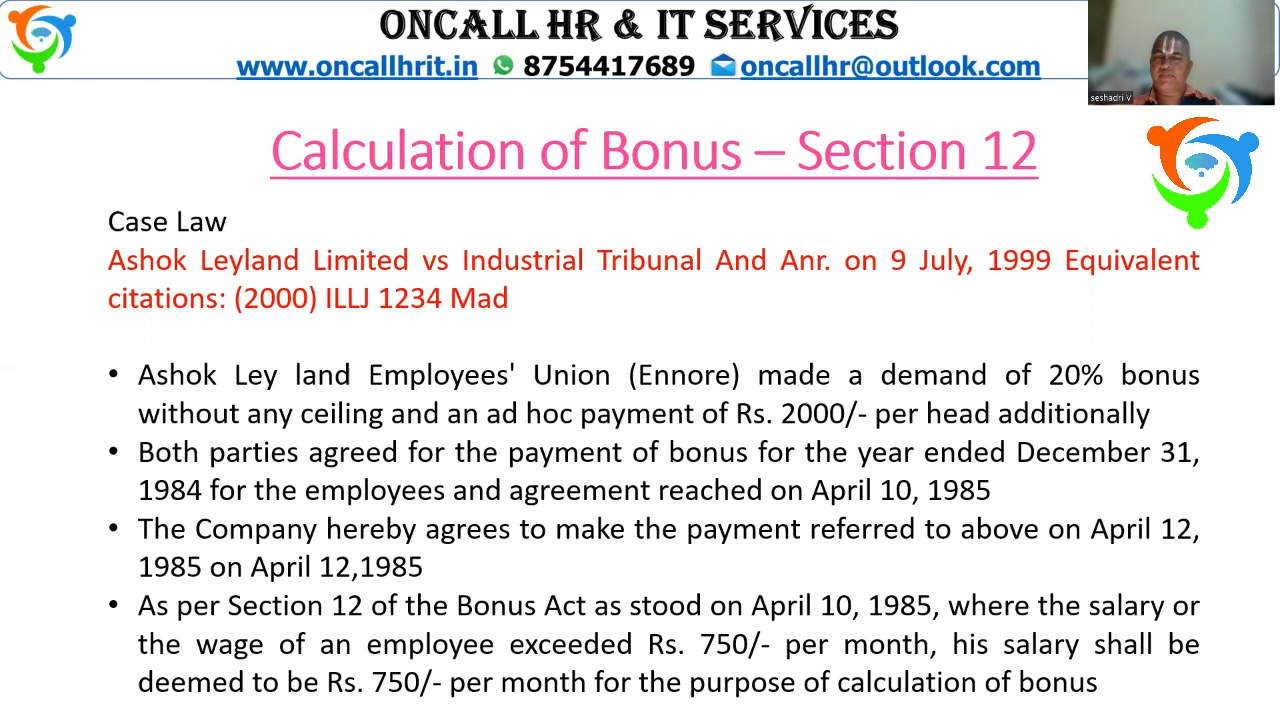 ONCALL HR & IT SERVICES
www.oncallhrit.in 8754417689 oncallhr@outlook.com
seshadri V
Calculation of Bonus – Section 12
Case Law
Ashok Leyland Limited vs Industrial Tribunal And Anr. on 9 July, 1999 Equivalent
citations: (2000) ILLJ 1234 Mad
• Ashok Ley land Employees' Union (Ennore) made a demand of 20% bonus
without any ceiling and an ad hoc payment of Rs. 2000/- per head additionally
• Both parties agreed for the payment of bonus for the year ended December 31,
1984 for the employees and agreement reached on April 10, 1985
• The Company hereby agrees to make the payment referred to above on April 12,
1985 on April 12,1985
• As per Section 12 of the Bonus Act as stood on April 10, 1985, where the salary or
the wage of an employee exceeded Rs. 750/- per month, his salary shall be
deemed to be Rs. 750/- per month for the purpose of calculation of bonus